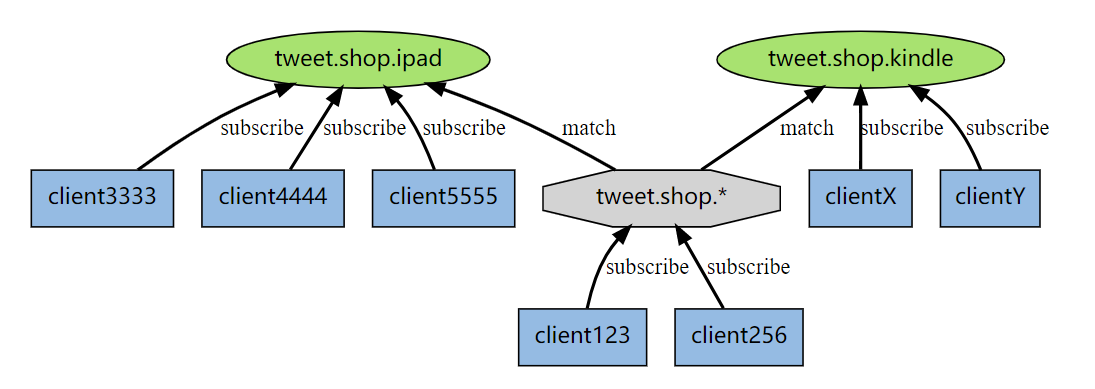 tweet.shop.ipad
tweet.shop.kindle
subscribe
subscribe
subscribe
match
match
subscribe
subscribe
client3333
client4444
client5555
tweet.shop.*
clientX
clientY
subscribe
subscribe
client123
client256